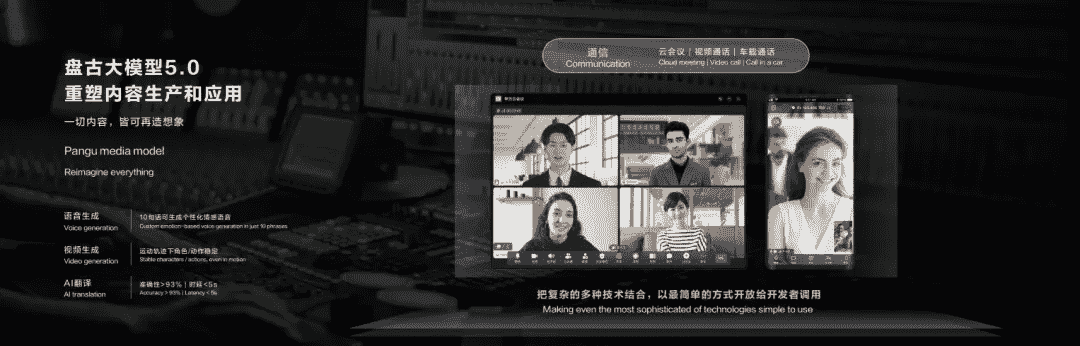 盘古大模型5.0
重塑内容生产和应用
一切内容，皆可再造想象
Pangu media model
Reimagine everything
语音生成
Voice generation
10句话可生成个性化情感语音
Custom emotion-based voice generation in just 10 phrases
视频生成
Video generation
运动轨迹下角色/动作稳定
Stable characters / actions, even in motion
AI翻译
AI translation
准确性>93% | 时延<5s
Accuracy > 93% | Latency < 5s
通信
Communication
云会议 | 视频通话 | 车载通话
Cloud meeting | Video call | Call in a car
把复杂的多种技术结合，以最简单的方式开放给开发者调用
Making even the most sophisticated of technologies simple to use